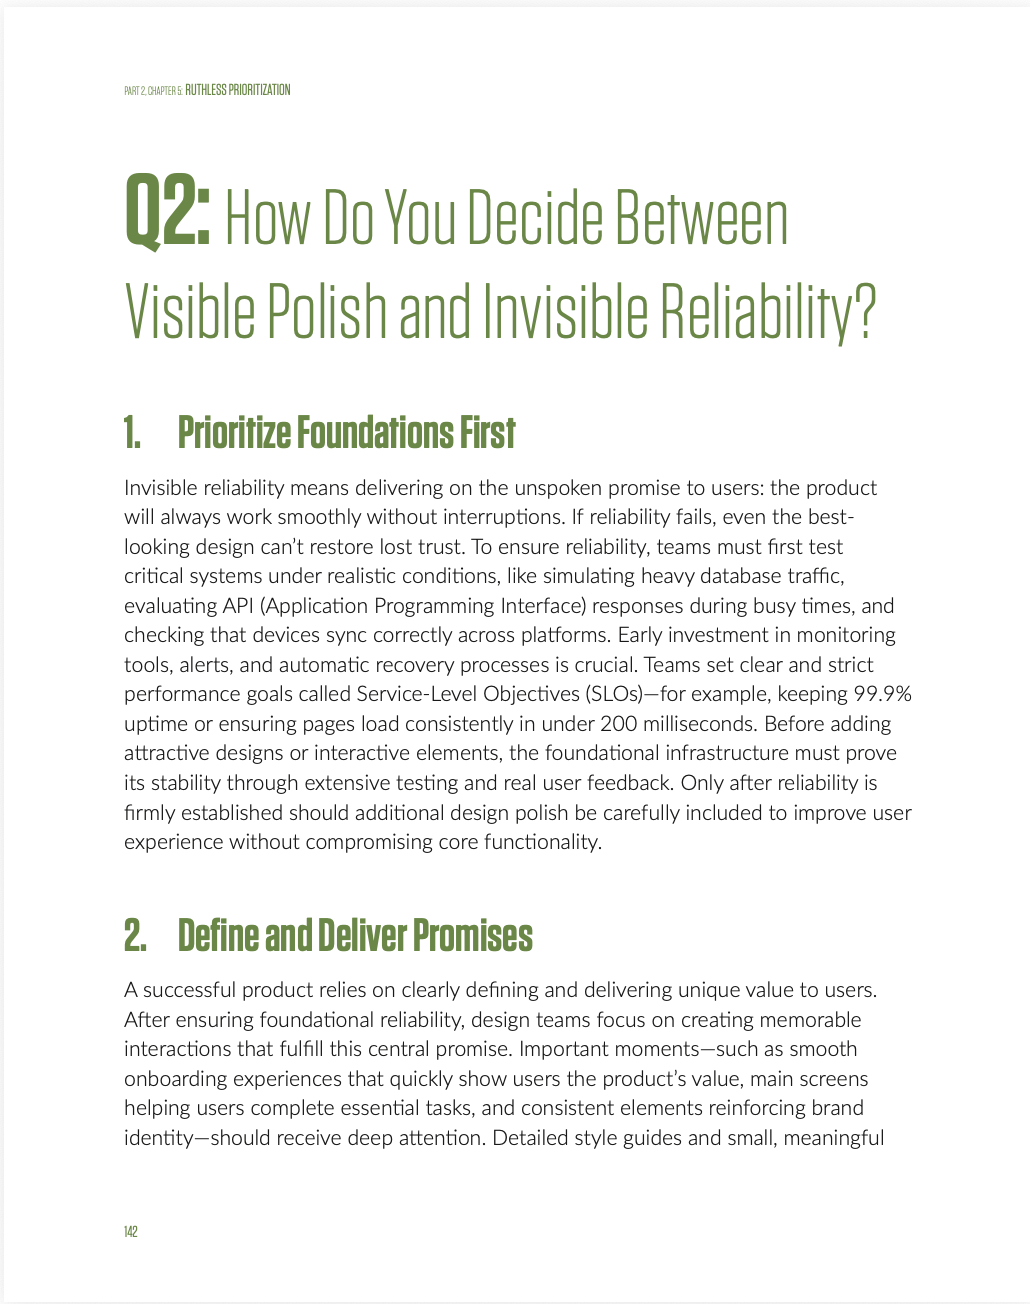 PART 2, CHAPTER 5: RUTHLESS PRIORITIZATION
Q2: How Do You Decide Between
Visible Polish and Invisible Reliability?
1. Prioritize Foundations First
Invisible reliability means delivering on the unspoken promise to users: the product
will always work smoothly without interruptions. If reliability fails, even the best-
looking design can’t restore lost trust. To ensure reliability, teams must first test
critical systems under realistic conditions, like simulating heavy database traffic,
evaluating API (Application Programming Interface) responses during busy times, and
checking that devices sync correctly across platforms. Early investment in monitoring
tools, alerts, and automatic recovery processes is crucial. Teams set clear and strict
performance goals called Service-Level Objectives (SLOs)—for example, keeping 99.9%
uptime or ensuring pages load consistently in under 200 milliseconds. Before adding
attractive designs or interactive elements, the foundational infrastructure must prove
its stability through extensive testing and real user feedback. Only after reliability is
firmly established should additional design polish be carefully included to improve user
experience without compromising core functionality.
2. Define and Deliver Promises
A successful product relies on clearly defining and delivering unique value to users.
After ensuring foundational reliability, design teams focus on creating memorable
interactions that fulfill this central promise. Important moments—such as smooth
onboarding experiences that quickly show users the product’s value, main screens
helping users complete essential tasks, and consistent elements reinforcing brand
identity—should receive deep attention. Detailed style guides and small, meaningful
142